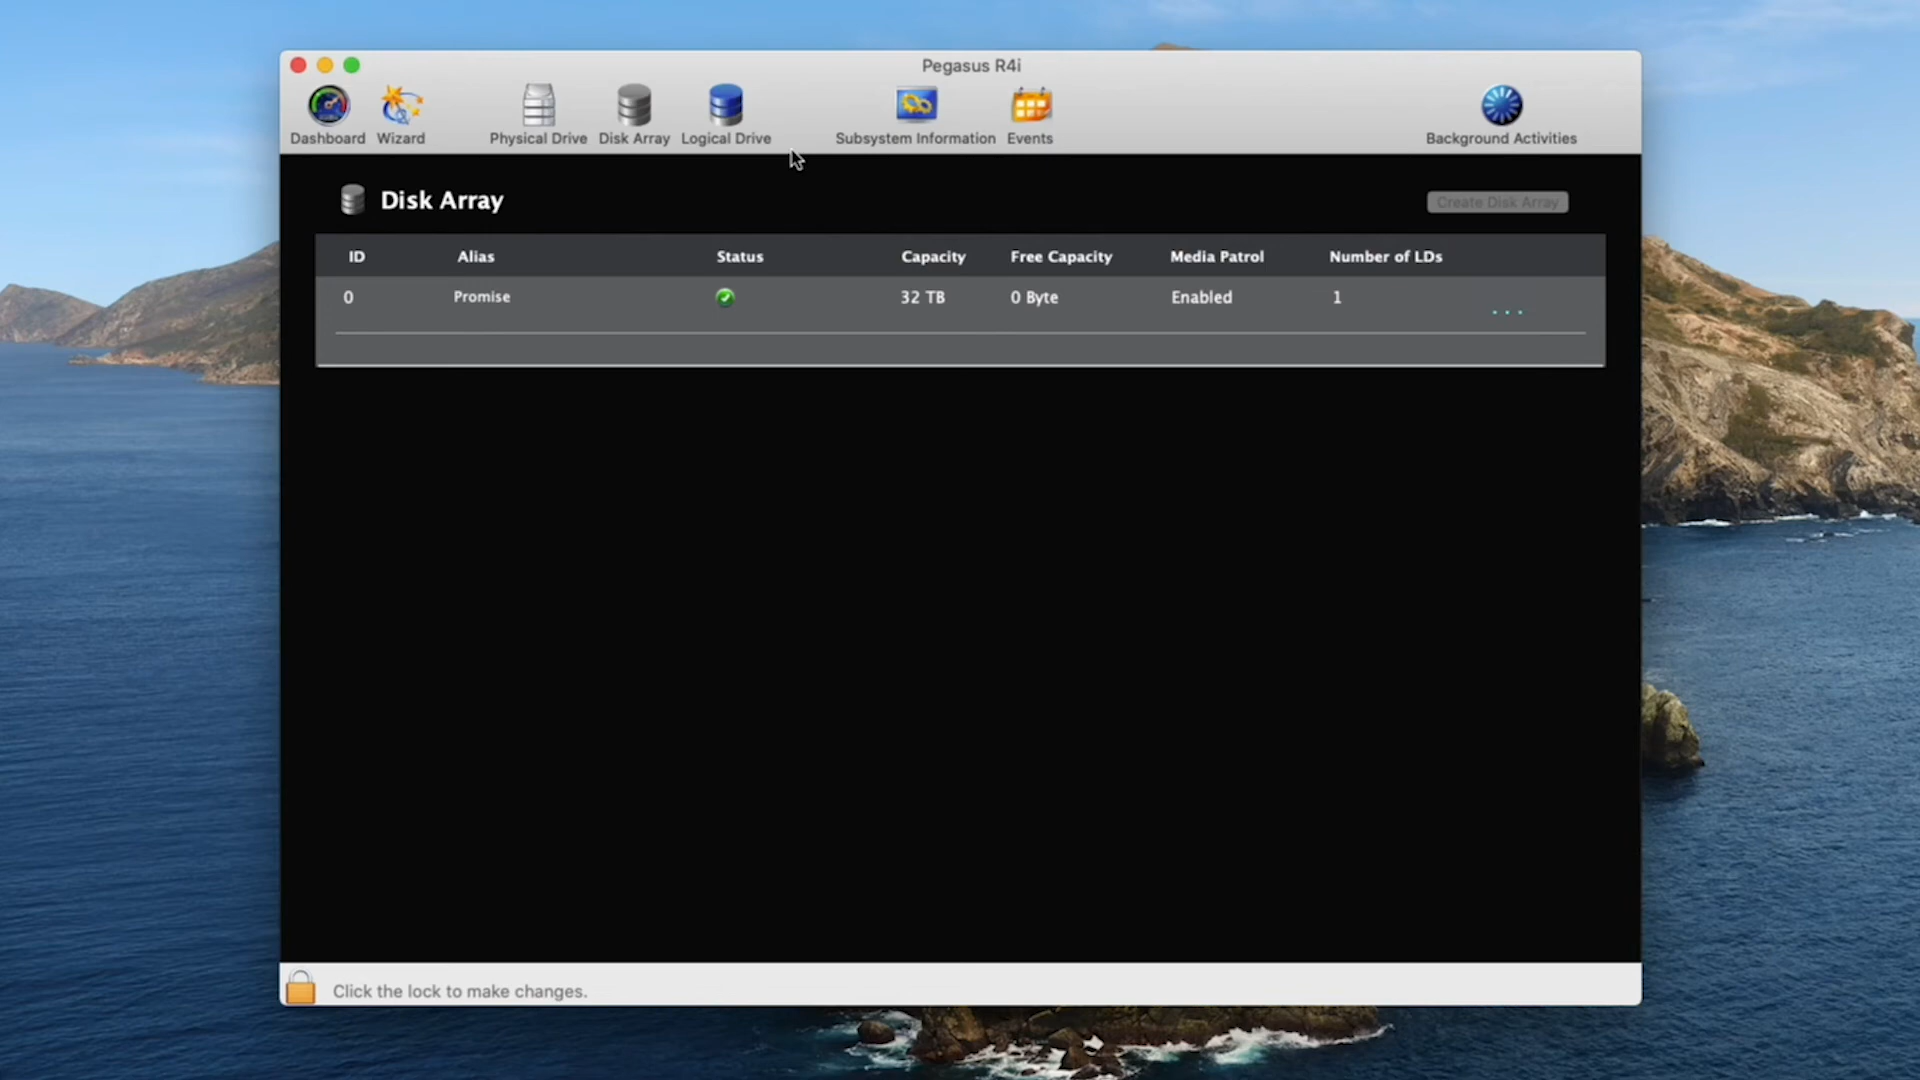 Pegasus R4i
Dashboard Wizard Physical Drive Disk Array Logical Drive Subsystem Information Events Background Activities
Disk Array
Create Disk Array
ID Alias Status Capacity Free Capacity Media Patrol Number of LDs
0 Promise 32 TB 0 Byte Enabled 1 ...
Click the lock to make changes.